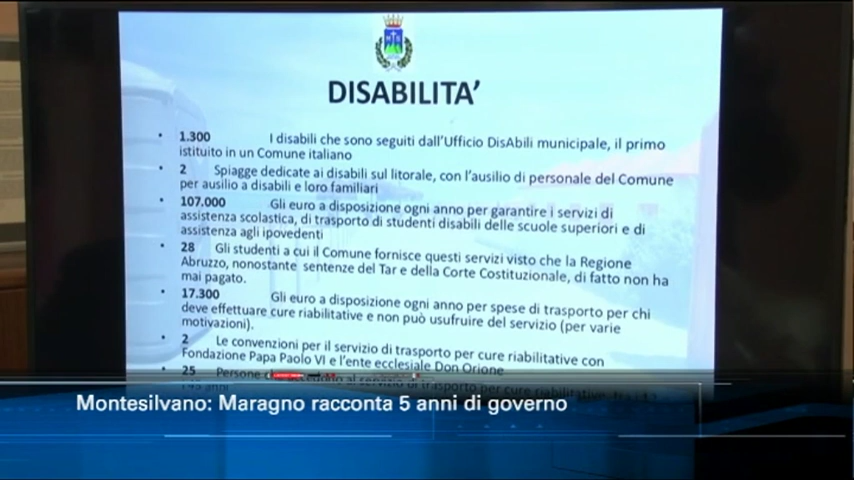 DISABILITA'
• 1.300 I disabili che sono seguiti dall'Ufficio DisAbili municipale, il primo
istituito in un Comune italiano
• 2 Spiagge dedicate ai disabili sul litorale, con l'ausilio di personale del Comune
per ausilio a disabili e loro familiari
• 107.000 Gli euro a disposizione ogni anno per garantire i servizi di
assistenza scolastica, di trasporto di studenti disabili delle scuole superiori e di
assistenza agli ipovedenti
• 28 Gli studenti a cui il Comune fornisce questi servizi visto che la Regione
Abruzzo, nonostante sentenze del Tar e della Corte Costituzionale, di fatto non ha
mai pagato.
• 17.300 Gli euro a disposizione ogni anno per spese di trasporto per chi
deve effettuare cure riabilitative e non può usufruire del servizio (per varie
motivazioni).
• 2 Le convenzioni per il servizio di trasporto per cure riabilitative con
Fondazione Papa Paolo VI e l'ente ecclesiale Don Orione
• 25 Persone al servizio di trasporto per cure riabilitative
Montesilvano: Maragno racconta 5 anni di governo